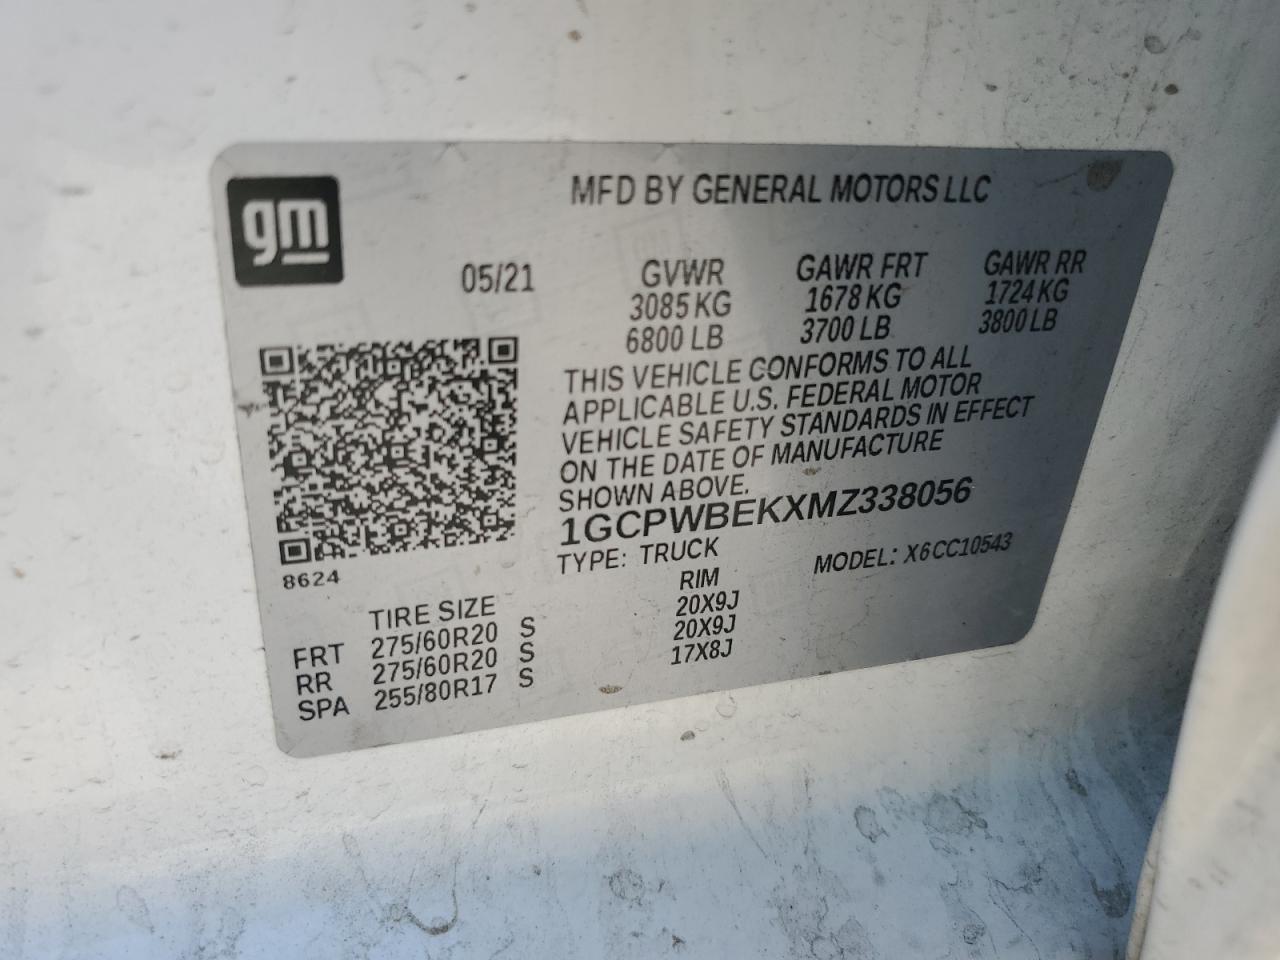 gm
MFD BY GENERAL MOTORS LLC
05/21
GVWR GAWR FRT GAWR RR
3085 KG 1678 KG 1724 KG
6800 LB 3700 LB 3800 LB
THIS VEHICLE CONFORMS TO ALL
APPLICABLE U.S. FEDERAL MOTOR
VEHICLE SAFETY STANDARDS IN EFFECT
ON THE DATE OF MANUFACTURE
SHOWN ABOVE.
1GCPWBEKXMZ338056
TYPE: TRUCK MODEL: X6 CC10543
8624
TIRE SIZE RIM
FRT 275/60R20 S 20X9J
RR 275/60R20 S 20X9J
SPA 255/80R17 S 17X8J